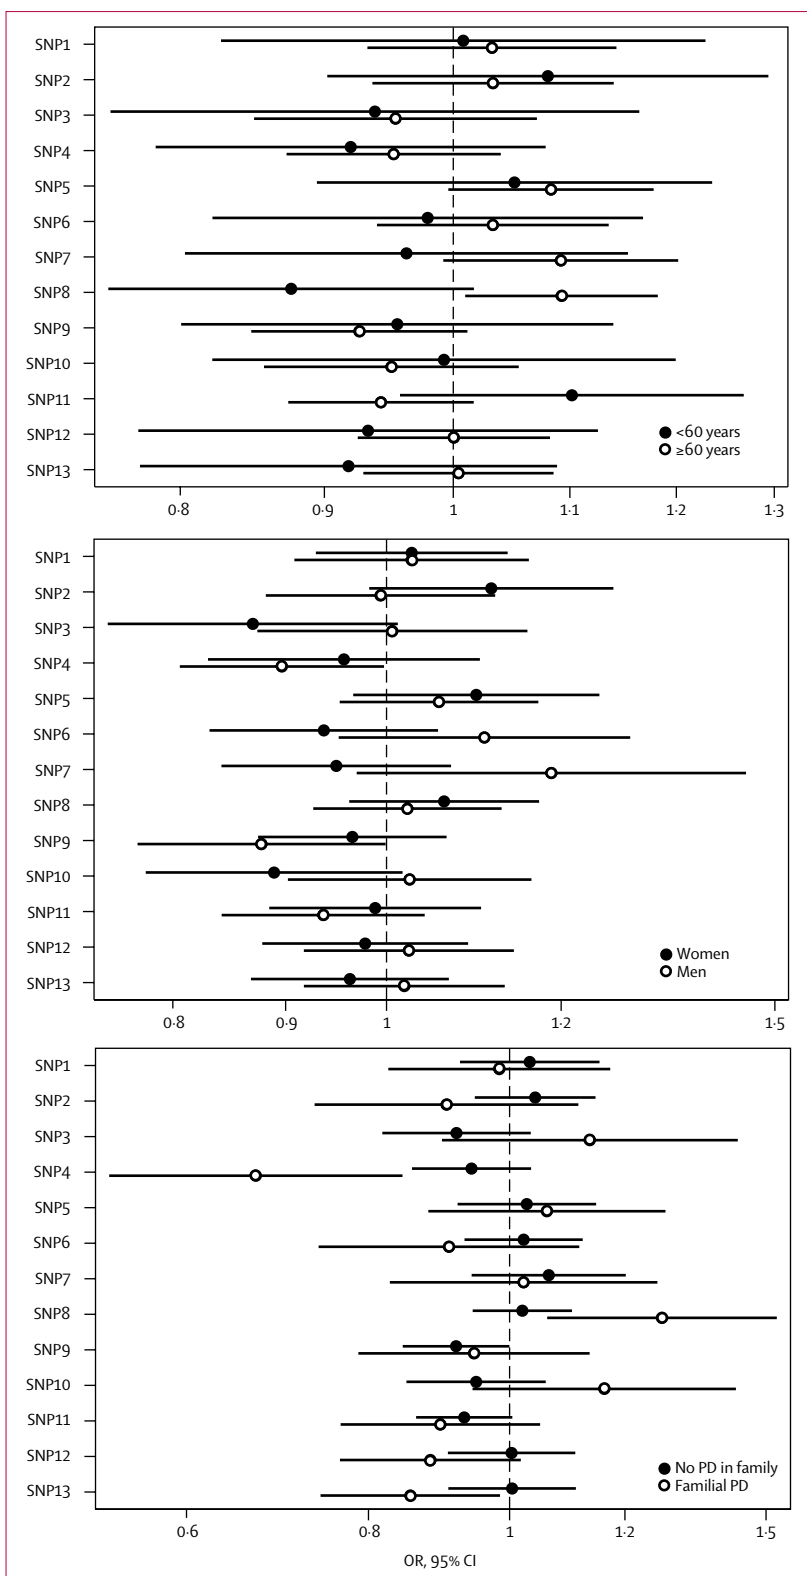 SNP1
SNP2
SNP3
SNP4
SNP5
SNP6
SNP7
SNP8
SNP9
SNP10
SNP11
SNP12
SNP13
<60 years
≥60 years
0·8 0·9 1 1·1 1·2 1·3
SNP1
SNP2
SNP3
SNP4
SNP5
SNP6
SNP7
SNP8
SNP9
SNP10
SNP11
SNP12
SNP13
Women
Men
0·8 0·9 1 1·2 1·5
SNP1
SNP2
SNP3
SNP4
SNP5
SNP6
SNP7
SNP8
SNP9
SNP10
SNP11
SNP12
SNP13
No PD in family
Familial PD
0·6 0·8 1 1·2 1·5
OR, 95% CI